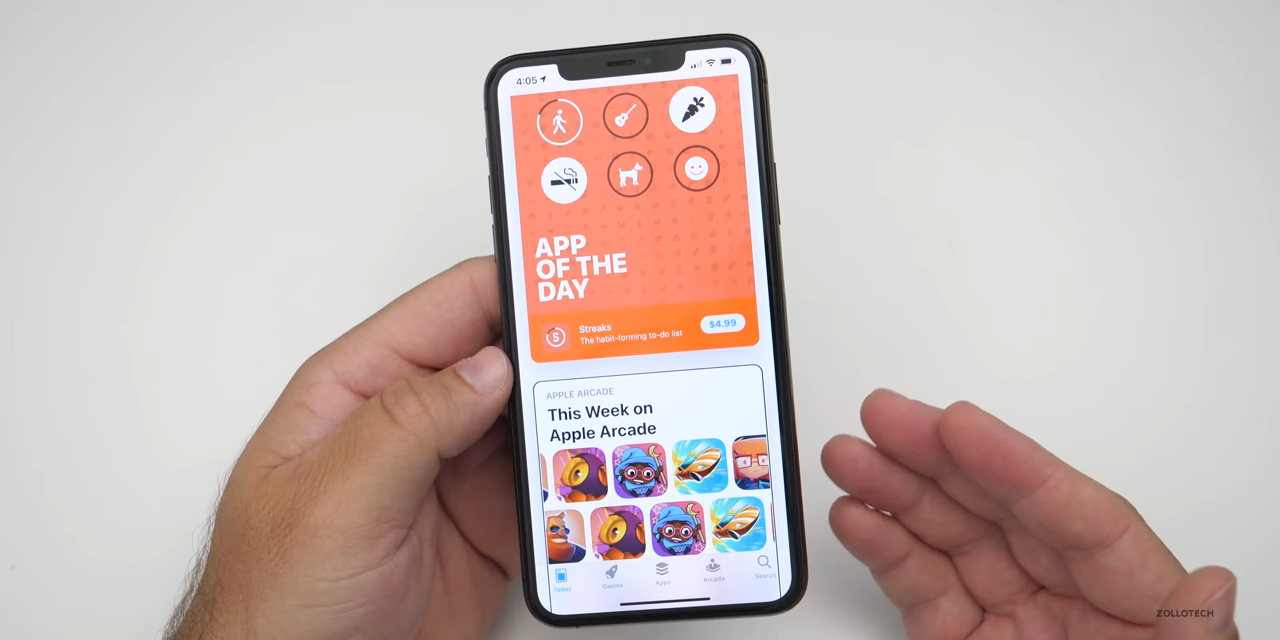 4:05
APP
OF THE
DAY
S
Streaks
The habit-forming to-do list
$4.99
APPLE ARCADE
This Week on
Apple Arcade
Today
Games
Apps
Arcade
Search
ZOLLOTECH